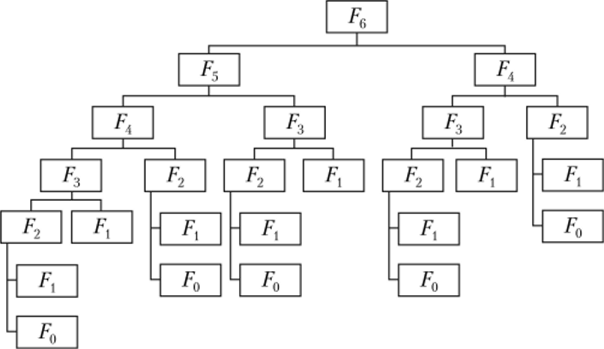 F₆
F₅ F₄
F₄ F₃ F₃ F₂
F₃ F₂ F₂ F₁ F₂ F₁ F₁
F₂ F₁ F₁ F₁ F₁ F₀
F₁ F₀ F₀ F₀
F₀